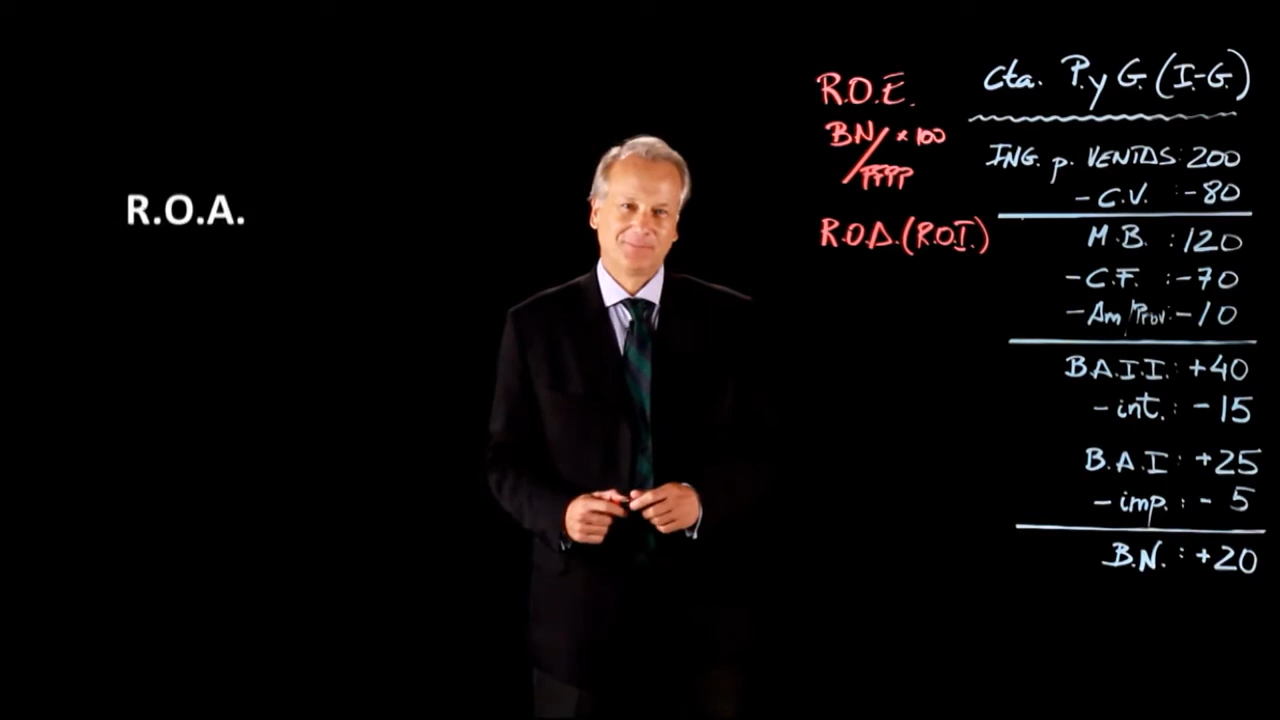 R.O.A.
R.O.E.
BN/ x 100
FFPP
R.O.A. (R.O.I.)
Cta. P. y G. (I-G.)
ING. p. VENTAS: 200
- C.V. : -80
M.B. : 120
- C.F. : -70
- Am/Prov: -10
B.A.I.I. : +40
- int. : -15
B.A.I : +25
- imp. : - 5
B.N. : +20